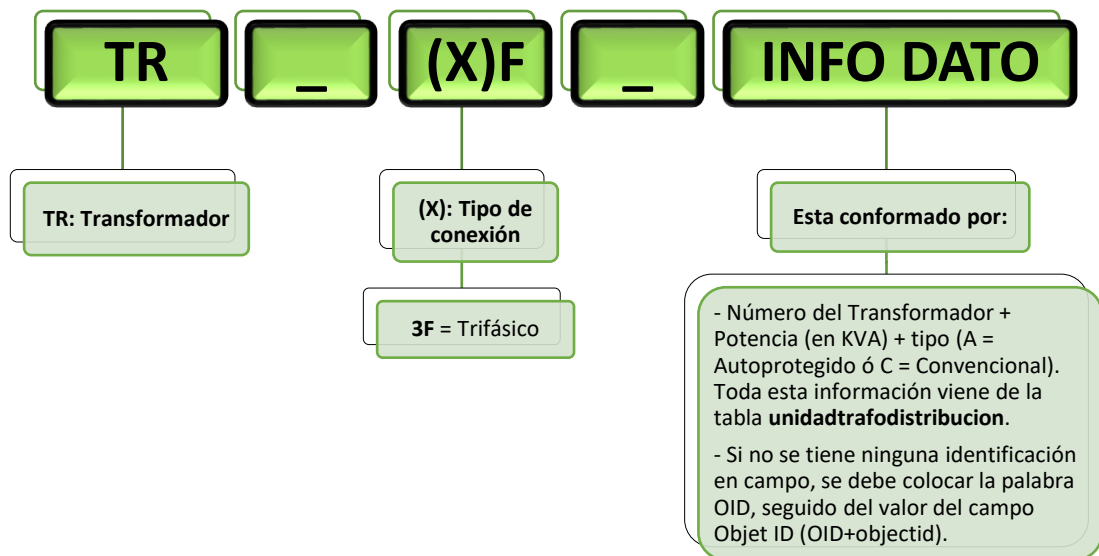 TR _ (X)F _ INFO DATO
TR: Transformador
(X): Tipo de
conexión
Esta conformado por:
3F = Trifásico
- Número del Transformador +
Potencia (en KVA) + tipo (A =
Autoprotegido ó C = Convencional).
Toda esta información viene de la
tabla unidadtrafodistribucion.
- Si no se tiene ninguna identificación
en campo, se debe colocar la palabra
OID, seguido del valor del campo
Objet ID (OID+objectid).